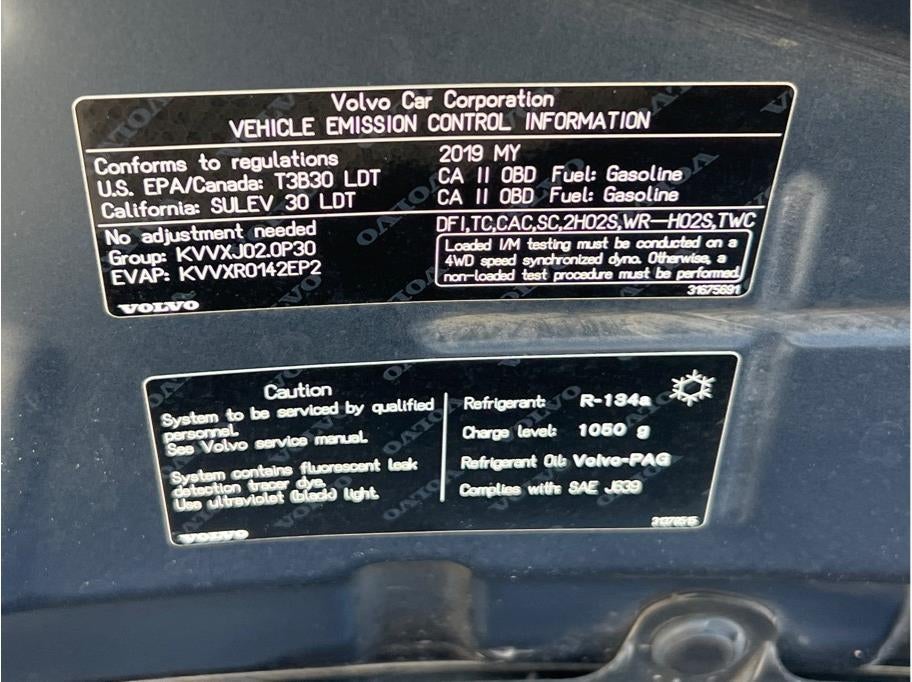 Volvo Car Corporation
VEHICLE EMISSION CONTROL INFORMATION
Conforms to regulations 2019 MY
U.S. EPA/Canada: T3B30 LDT CA II OBD Fuel: Gasoline
California: SULEV 30 LDT CA II OBD Fuel: Gasoline
No adjustment needed DFI,TC,CAC,SC,2HO2S,WR-HO2S,TWC
Group: KVVXJ02.0P30
EVAP: KVVXR0142EP2
Loaded I/M testing must be conducted on a
4WD speed synchronized dyno. Otherwise, a
non-loaded test procedure must be performed.
31675691
VOLVO
Caution
System to be serviced by qualified
personnel.
See Volvo service manual.
System contains fluorescent leak
detection tracer dye.
Use ultraviolet (black) light.
VOLVO
Refrigerant: R-134a
Charge level: 1050 g
Refrigerant Oil: Volvo-PAG
Complies with: SAE J639